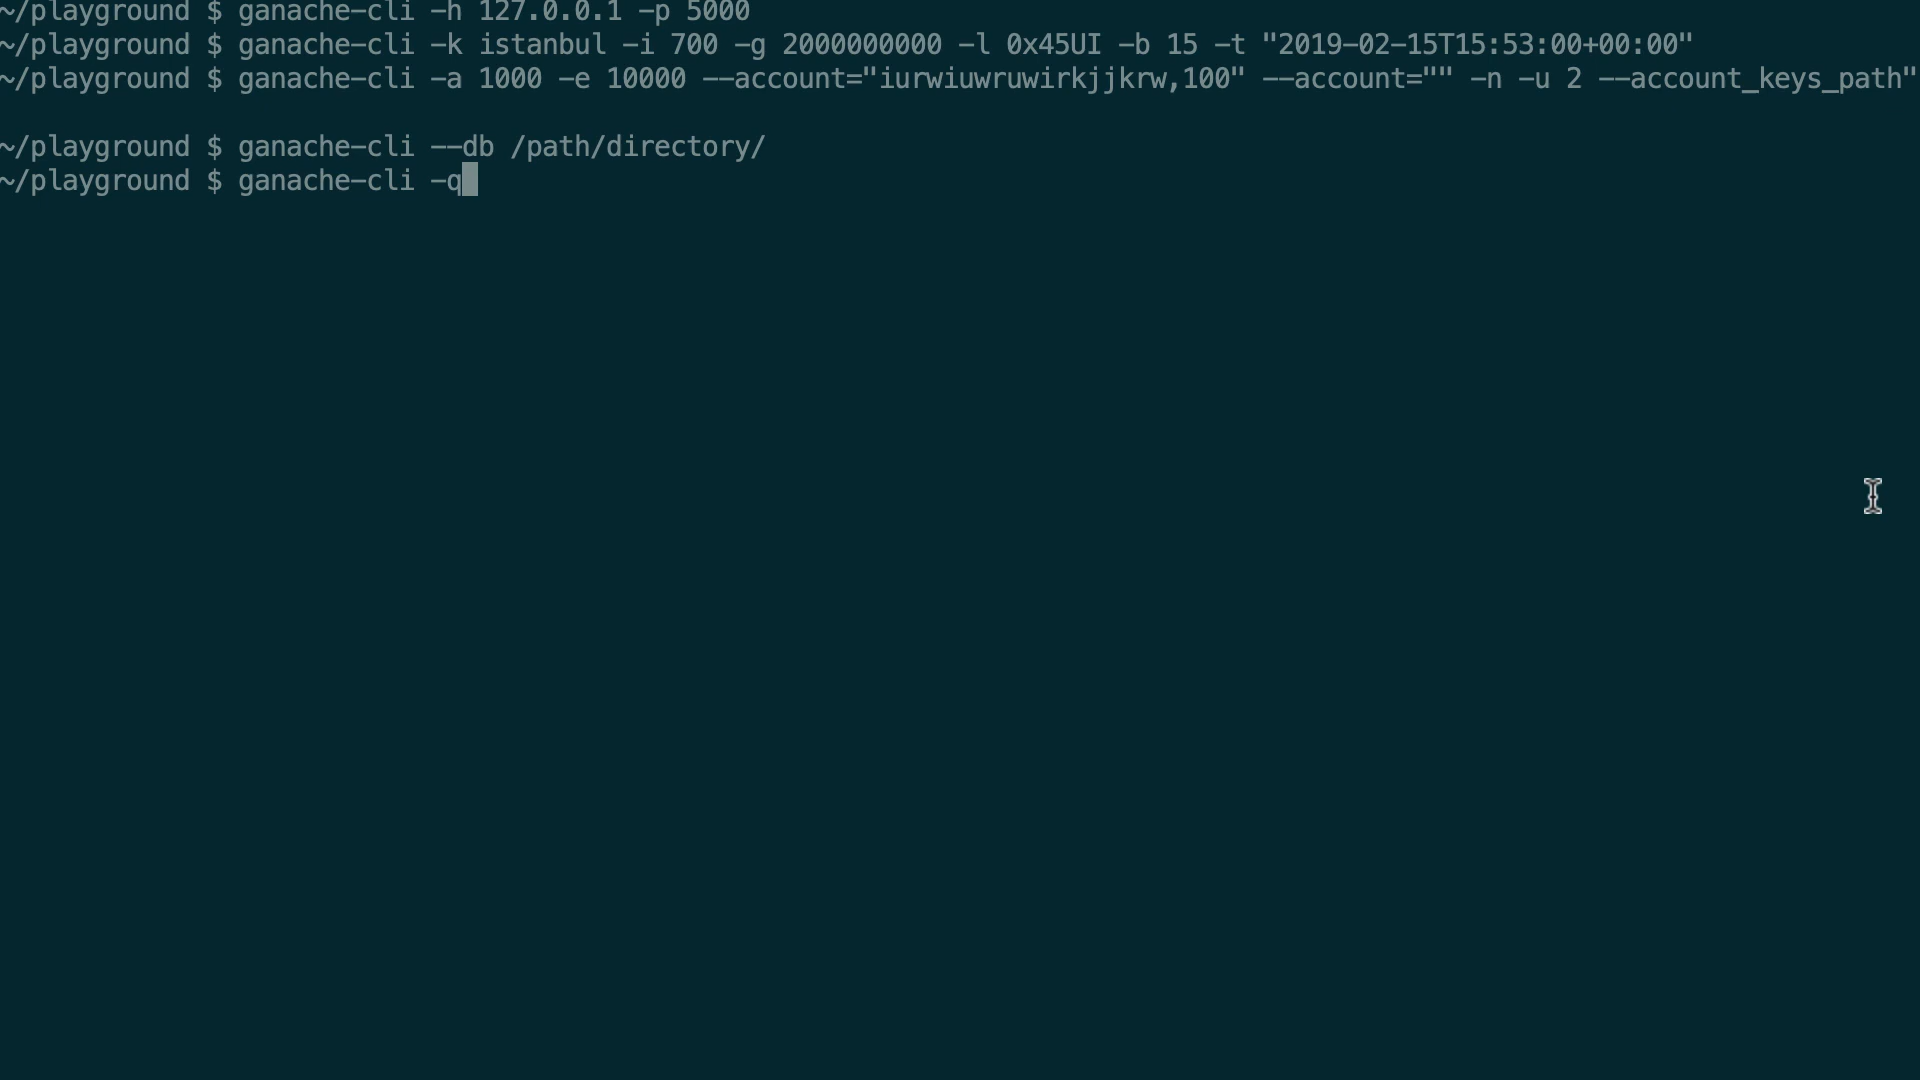 ~/playground $ ganache-cli -h 127.0.0.1 -p 5000
~/playground $ ganache-cli -k istanbul -i 700 -g 2000000000 -l 0x45UI -b 15 -t "2019-02-15T15:53:00+00:00"
~/playground $ ganache-cli -a 1000 -e 10000 --account="iurwiuwruwirkjjkrw,100" --account="" -n -u 2 --account_keys_path"
~/playground $ ganache-cli --db /path/directory/
~/playground $ ganache-cli -q